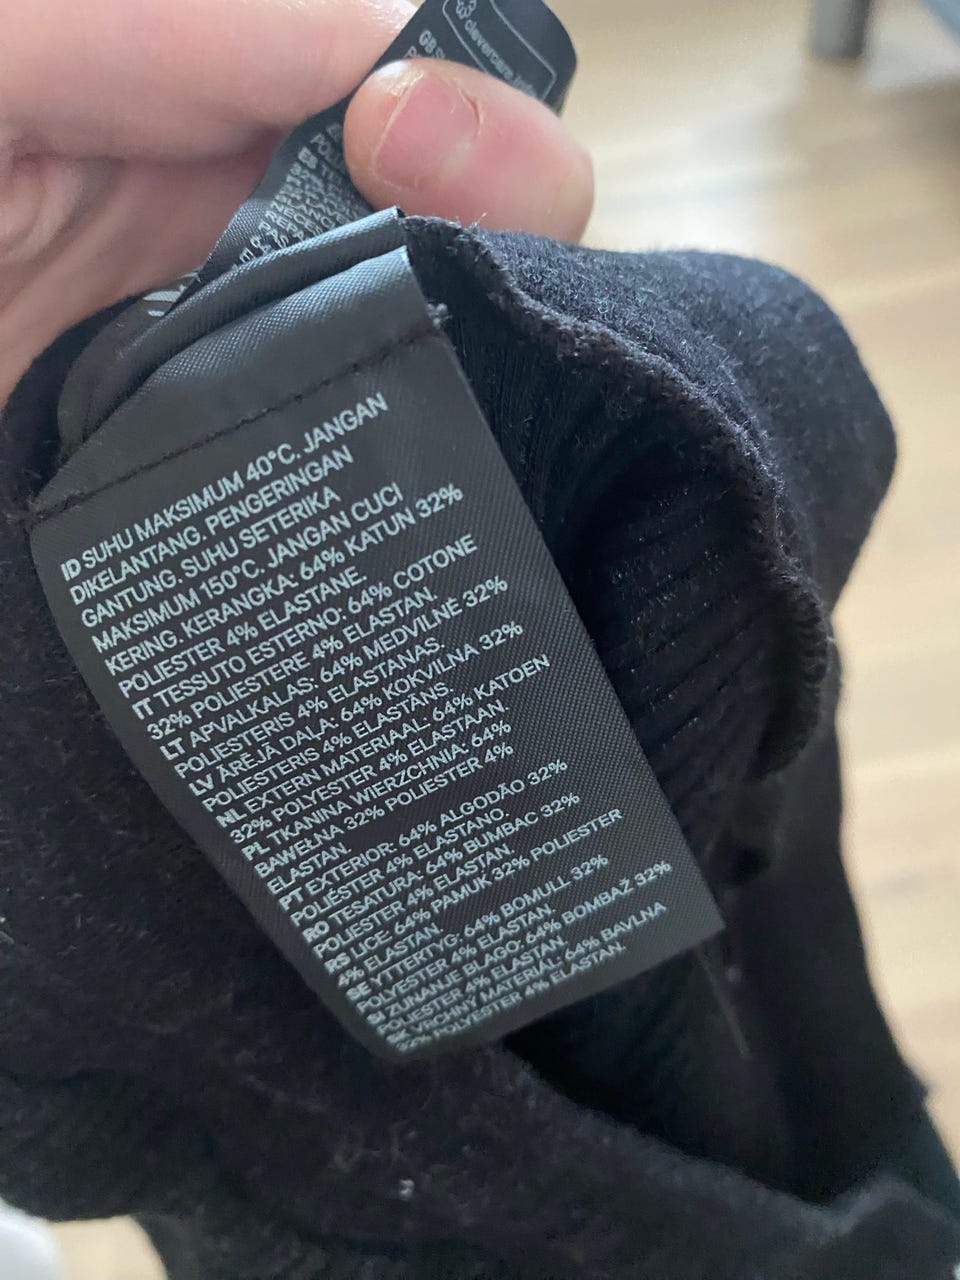 clevercare.info
GB
ID SUHU MAKSIMUM 40°C. JANGAN
DIKELANTANG. PENGERINGAN
GANTUNG. SUHU SETERIKA
MAKSIMUM 150°C. JANGAN CUCI
KERING. KERANGKA: 64% KATUN 32%
POLIESTER 4% ELASTANE.
IT TESSUTO ESTERNO: 64% COTONE
32% POLIESTERE 4% ELASTAN.
LT APVALKALAS: 64% MEDVILNĖ 32%
POLIESTERIS 4% ELASTANAS.
LV ĀRĒJĀ DAĻA: 64% KOKVILNA 32%
POLIESTERIS 4% ELASTĀNS.
NL EXTERN MATERIAAL: 64% KATOEN
32% POLYESTER 4% ELASTAAN.
PL TKANINA WIERZCHNIA: 64%
BAWEŁNA 32% POLIESTER 4%
ELASTAN.
PT EXTERIOR: 64% ALGODÃO 32%
POLIÉSTER 4% ELASTANO.
RO TESATURA: 64% BUMBAC 32%
POLIESTER 4% ELASTAN.
RS LICE: 64% PAMUK 32% POLIESTER
4% ELASTAN.
SE YTTERTYG: 64% BOMULL 32%
POLYESTER 4% ELASTAN.
SI ZUNANJE BLAGO: 64% BOMBAŽ 32%
POLIESTER 4% ELASTAN.
SK VRCHNÝ MATERIÁL: 64% BAVLNA
32% POLYESTER 4% ELASTAN.